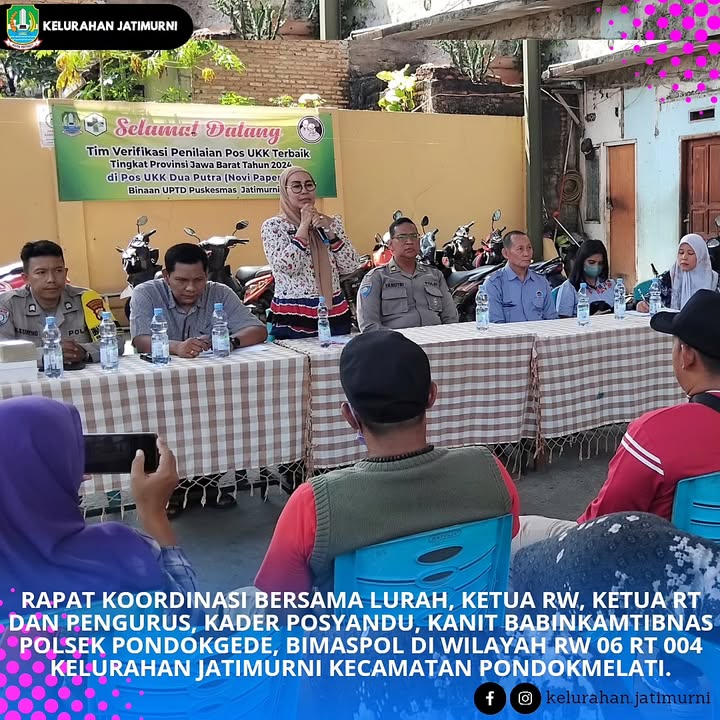 KELURAHAN JATIMURNI
Selamat Datang
Tim Verifikasi Penilaian Pos UKK Terbaik
Tingkat Provinsi Jawa Barat Tahun 2024
di Pos UKK Dua Putra (Novi Paper)
Binaan UPTD Puskesmas Jatimurni
RAPAT KOORDINASI BERSAMA LURAH, KETUA RW, KETUA RT
DAN PENGURUS, KADER POSYANDU, KANIT BABINKAMTIBNAS
POLSEK PONDOKGEDE, BIMASPOL DI WILAYAH RW 06 RT 004
KELURAHAN JATIMURNI KECAMATAN PONDOKMELATI.
kelurahan.jatimurni